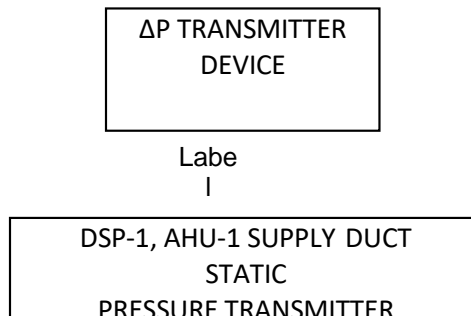 ΔP TRANSMITTER
DEVICE
Labe
l
DSP-1, AHU-1 SUPPLY DUCT
STATIC
PRESSURE TRANSMITTER